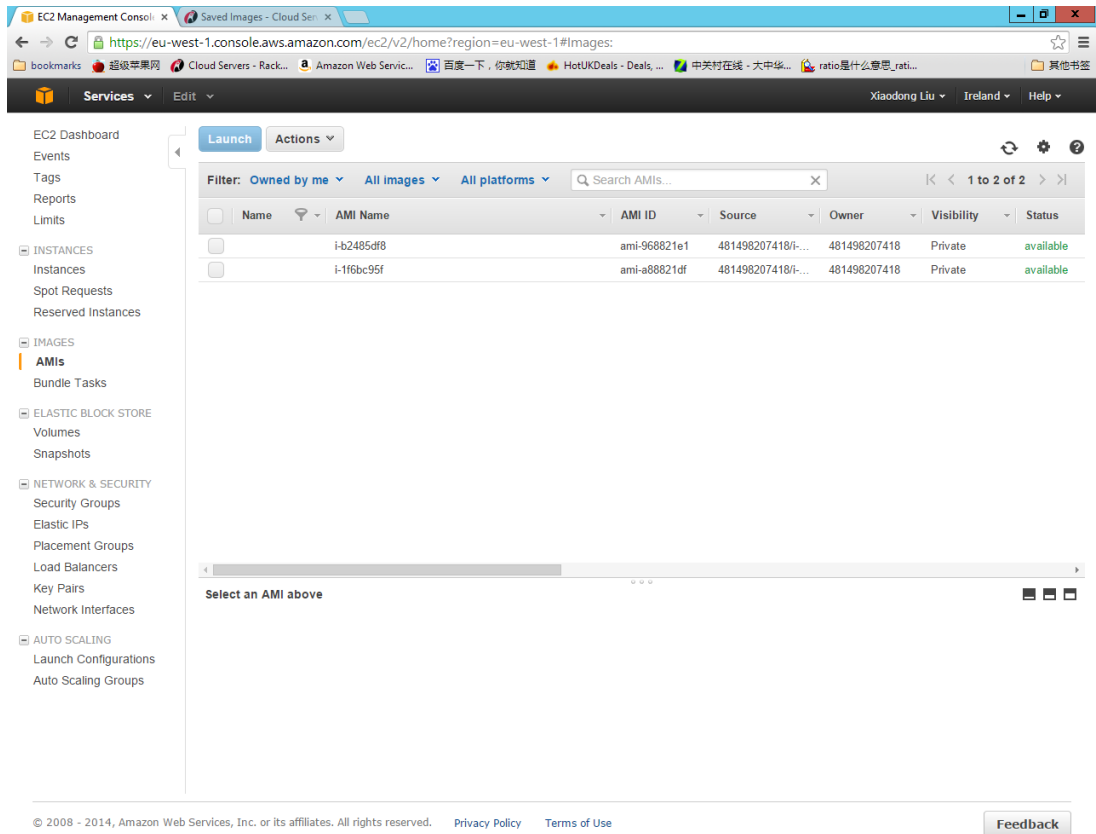 EC2 Management Consol
Saved Images - Cloud Ser
https://eu-west-1.console.aws.amazon.com/ec2/v2/home?region=eu-west-1#Images:
bookmarks 超级苹果网 Cloud Servers - Rack... Amazon Web Servic... 百度一下，你就知道 HotUKDeals - Deals, ... 中关村在线 - 大中华... ratio是什么意思_rati... 其他书签
Services Edit Xiaodong Liu Ireland Help
EC2 Dashboard
Events
Tags
Reports
Limits
INSTANCES
Instances
Spot Requests
Reserved Instances
IMAGES
AMIs
Bundle Tasks
ELASTIC BLOCK STORE
Volumes
Snapshots
NETWORK & SECURITY
Security Groups
Elastic IPs
Placement Groups
Load Balancers
Key Pairs
Network Interfaces
AUTO SCALING
Launch Configurations
Auto Scaling Groups
Launch Actions
Filter: Owned by me All images All platforms Search AMIs... 1 to 2 of 2
Name AMI Name AMI ID Source Owner Visibility Status
i-b2485df8 ami-968821e1 481498207418/i-... 481498207418 Private available
i-1f6bc95f ami-a88821df 481498207418/i-... 481498207418 Private available
Select an AMI above
© 2008 - 2014, Amazon Web Services, Inc. or its affiliates. All rights reserved. Privacy Policy Terms of Use Feedback